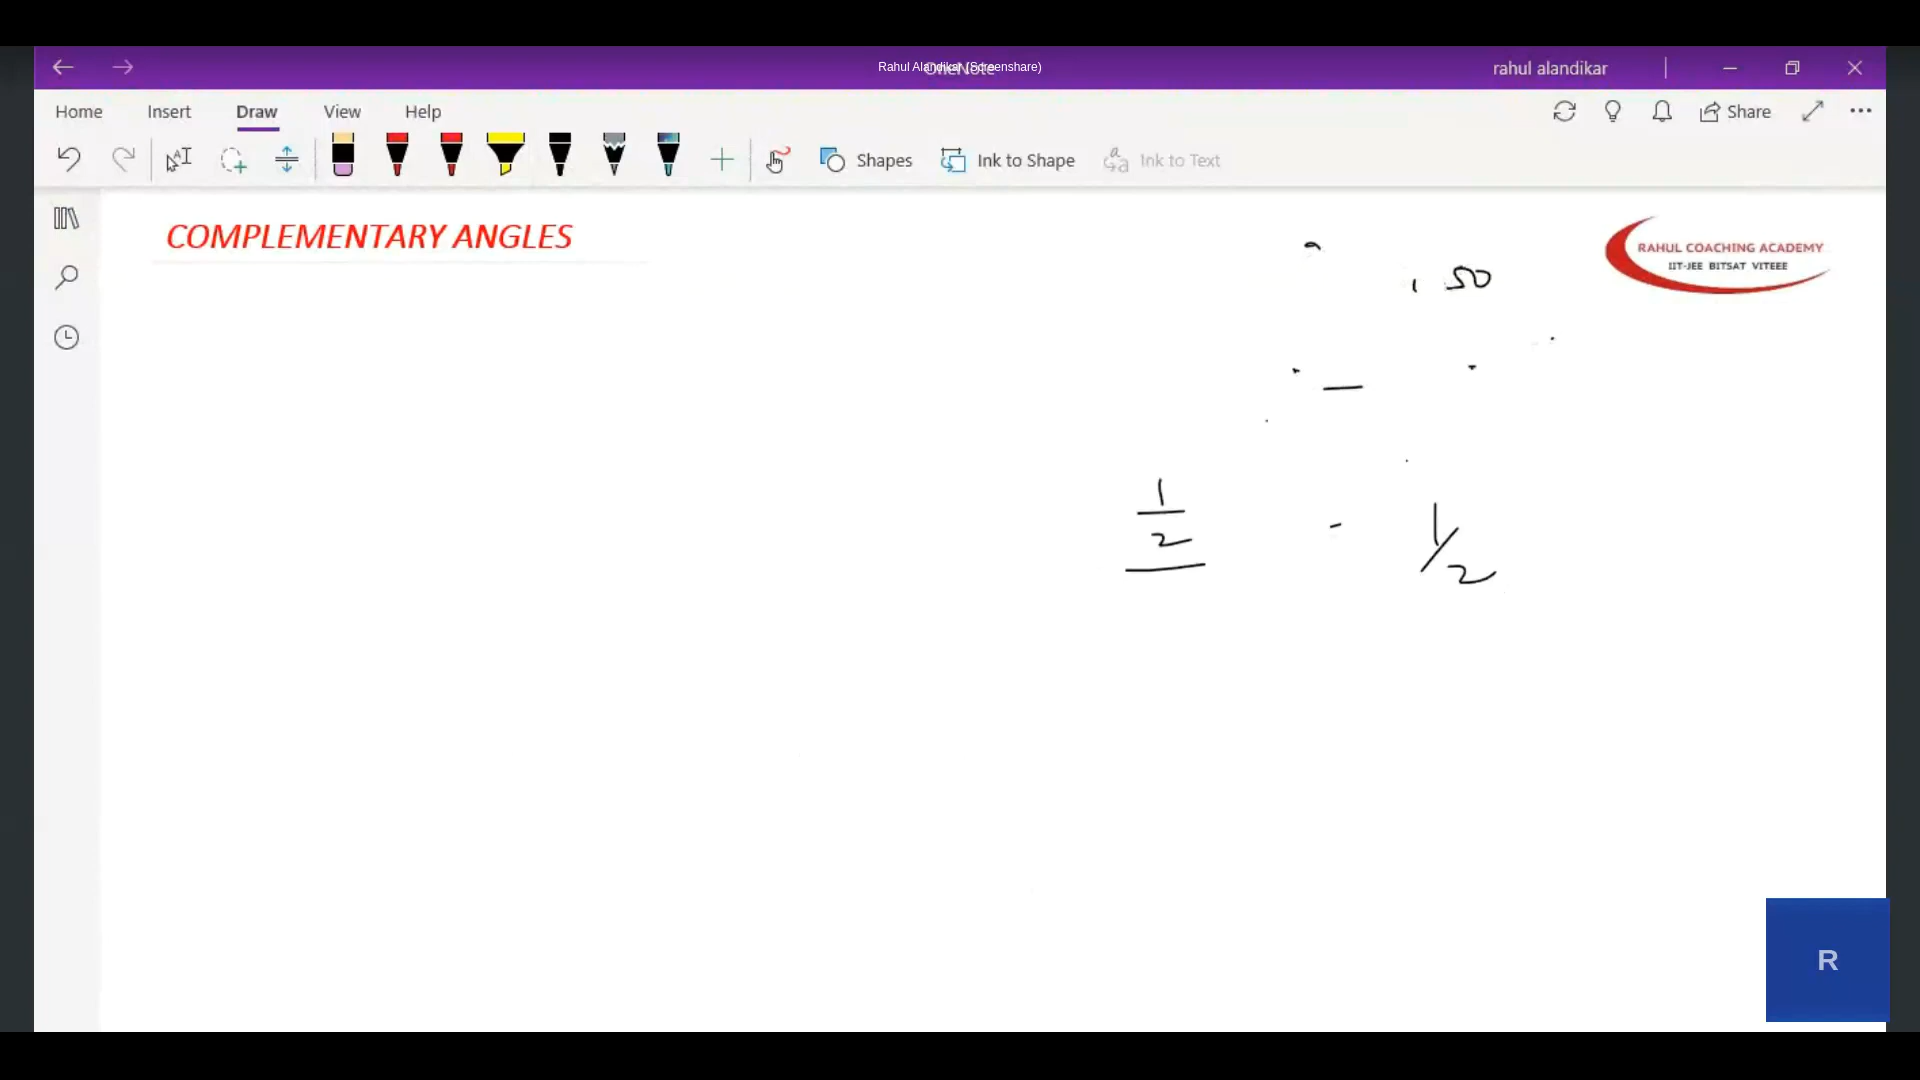 Rahul Alandikar (Screenshare)
rahul alandikar
Home Insert Draw View Help
Share
Shapes Ink to Shape Ink to Text
COMPLEMENTARY ANGLES
RAHUL COACHING ACADEMY
IIT-JEE BITSAT VITEEE
50
1
2
1/2
R